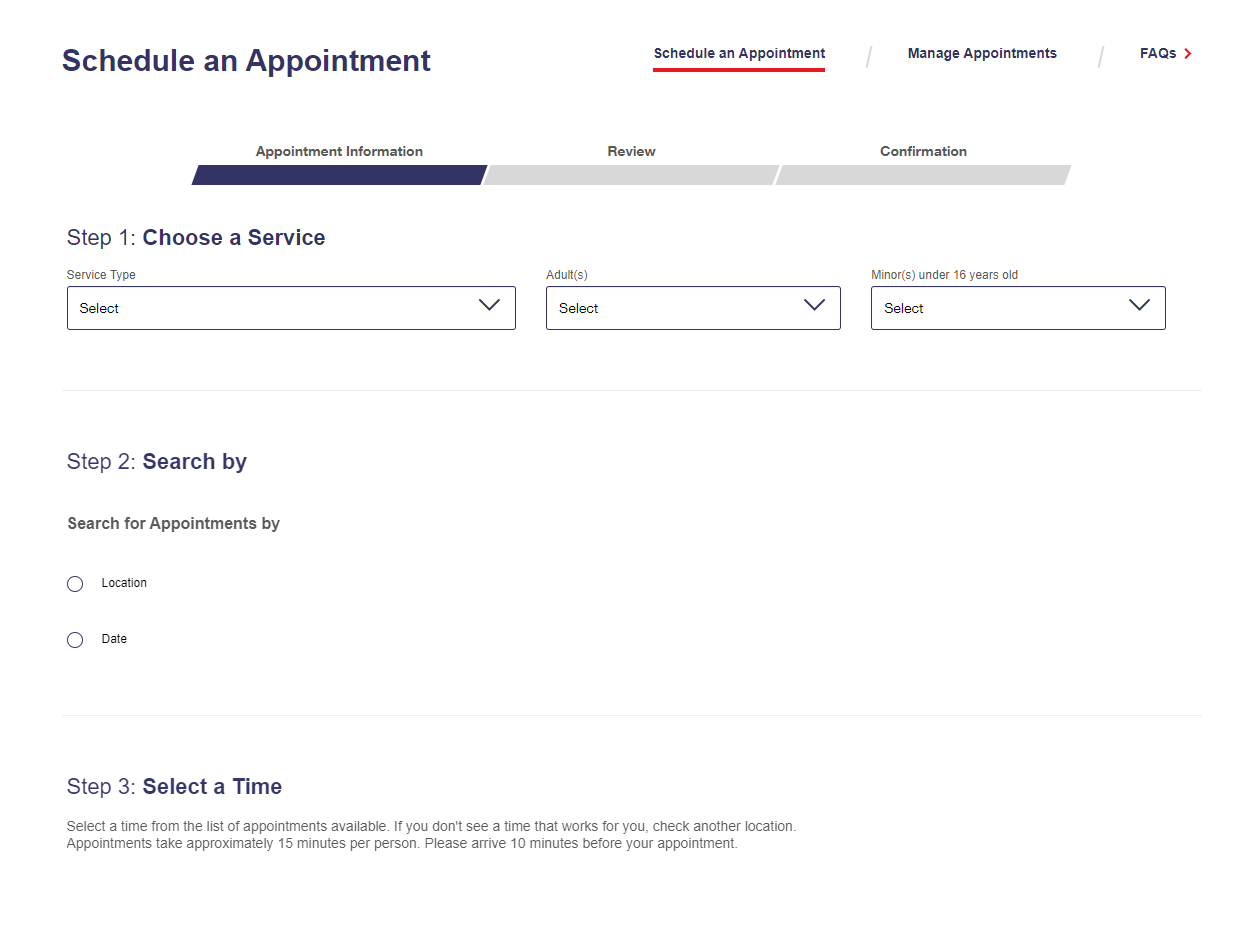 Schedule an Appointment
Schedule an Appointment
Manage Appointments
FAQs
Appointment Information
Review
Confirmation
Step 1: Choose a Service
Service Type
Adult(s)
Minor(s) under 16 years old
Select
Select
Select
Step 2: Search by
Search for Appointments by
Location
Date
Step 3: Select a Time
Select a time from the list of appointments available. If you don't see a time that works for you, check another location.
Appointments take approximately 15 minutes per person. Please arrive 10 minutes before your appointment.